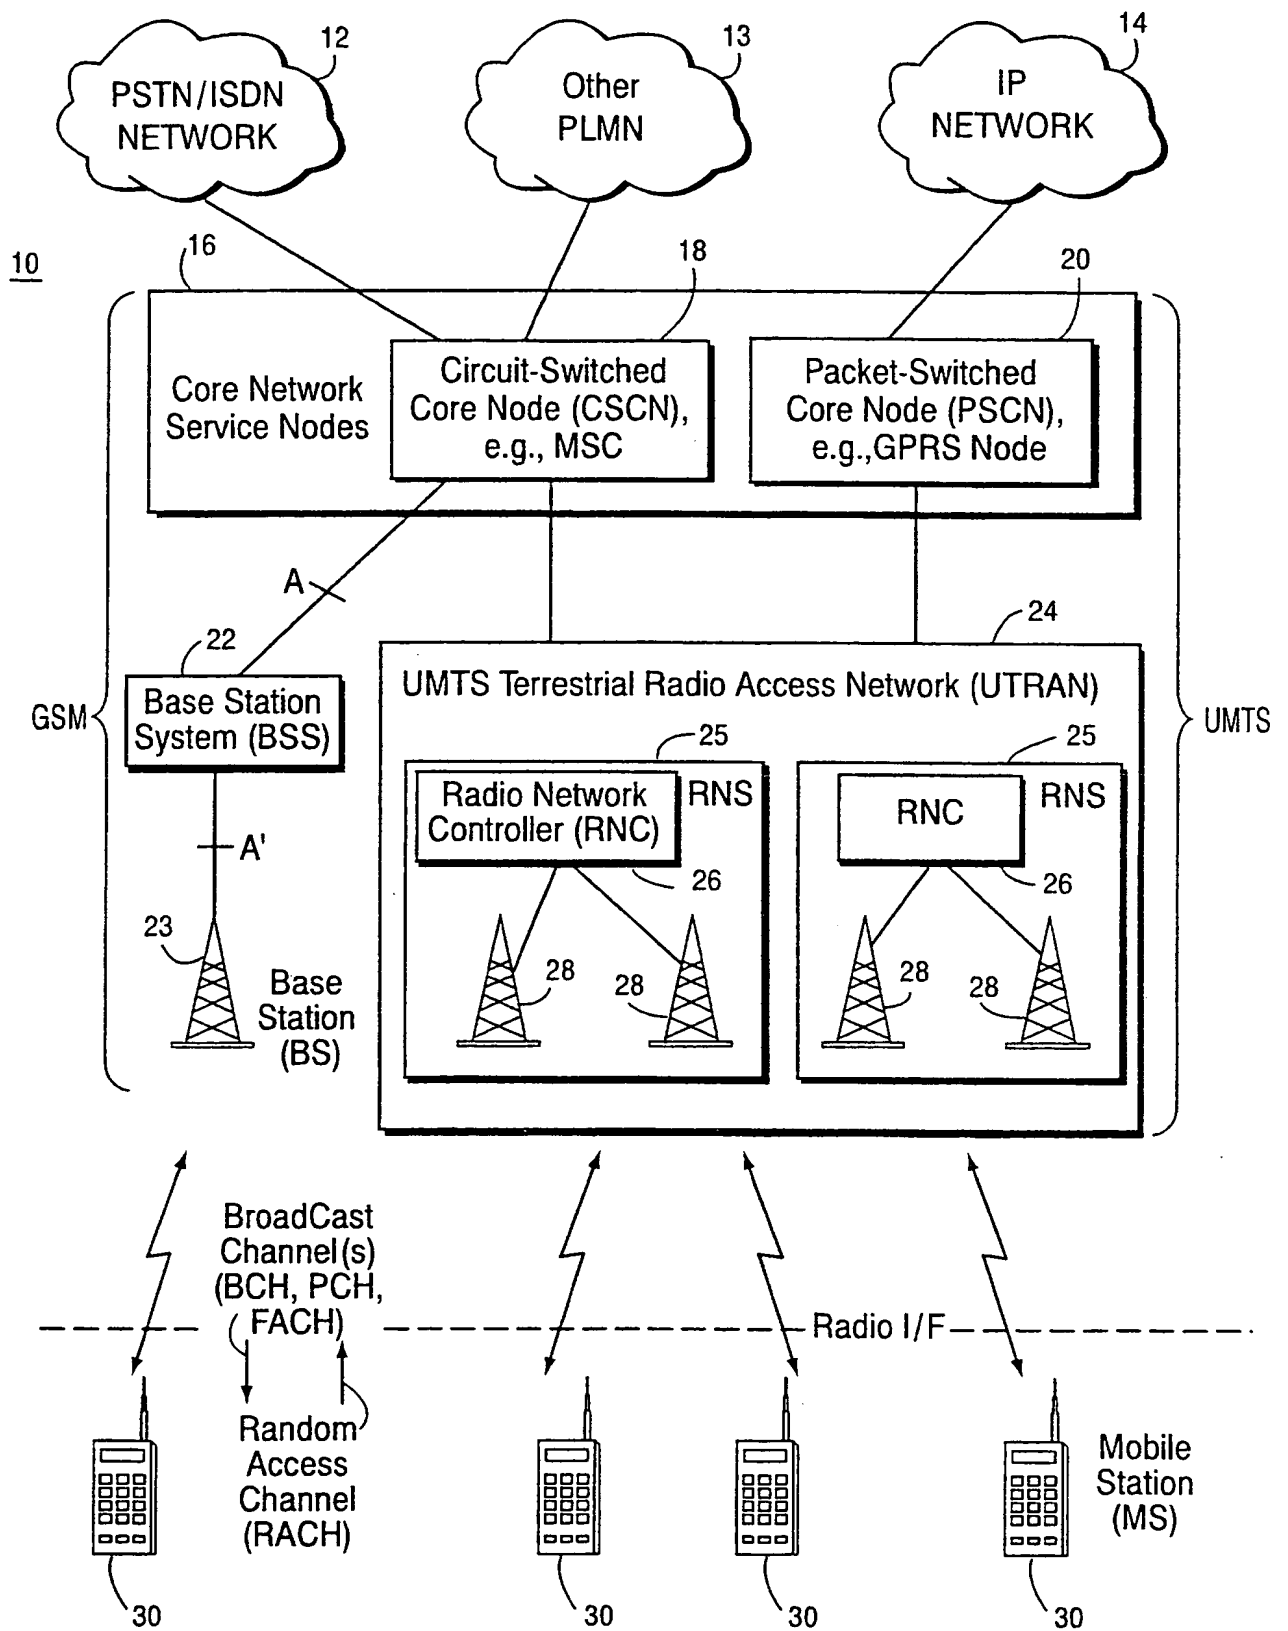 12
13
14
PSTN/ISDN
NETWORK
Other
PLMN
IP
NETWORK
10
16
18
20
Core Network
Service Nodes
Circuit-Switched
Core Node (CSCN),
e.g., MSC
Packet-Switched
Core Node (PSCN),
e.g.,GPRS Node
A
22
24
GSM
Base Station
System (BSS)
UMTS Terrestrial Radio Access Network (UTRAN)
UMTS
25
25
Radio Network
Controller (RNC)
RNS
RNC
RNS
A'
26
26
23
Base
Station
(BS)
28
28
28
28
BroadCast
Channel(s)
(BCH, PCH,
FACH)
Radio I/F
Random
Access
Channel
(RACH)
Mobile
Station
(MS)
30
30
30
30